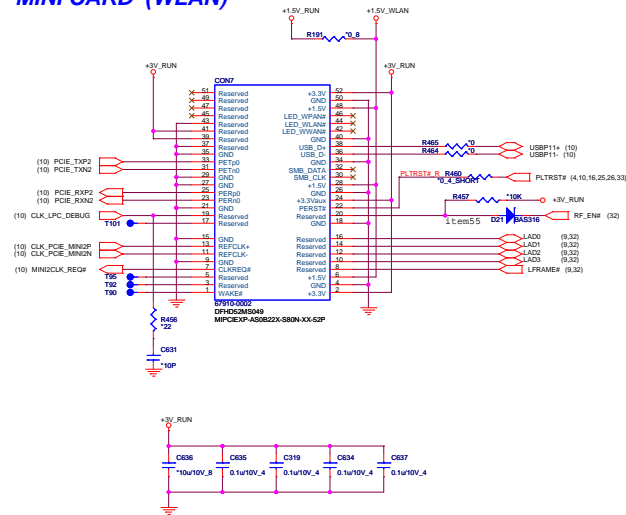 MINI CARD (WLAN)
+1.5V_RUN +1.5V_WLAN
R191 *0_8
+3V_RUN +3V_RUN
CON7
51 Reserved +3.3V 52
49 Reserved GND 50
47 Reserved +1.5V 48
45 Reserved LED_WPAN# 46
43 Reserved LED_WLAN# 44
41 Reserved LED_WWAN# 42
39 Reserved GND 40
37 Reserved USB_D+ 38 R465 *0 USBP11+ (10)
35 GND USB_D- 36 R464 *0 USBP11- (10)
(10) PCIE_TXP2 33 PETp0 GND 34
(10) PCIE_TXN2 31 PETn0 SMB_DATA 32
29 GND SMB_CLK 30 PLTRST#_R R460 *0_4_SHORT PLTRST# (4,10,16,25,26,33)
27 GND +1.5V 28
(10) PCIE_RXP2 25 PERp0 GND 26
(10) PCIE_RXN2 23 PERn0 +3.3Vaux 24
21 GND PERST# 22 R457 *10K +3V_RUN
(10) CLK_LPC_DEBUG 19 Reserved Reserved 20 item55 D21 BAS316 RF_EN# (32)
T101 17 Reserved GND 18
15 GND Reserved 16 LAD0 (9,32)
(10) CLK_PCIE_MINI2P 13 REFCLK+ Reserved 14 LAD1 (9,32)
(10) CLK_PCIE_MINI2N 11 REFCLK- Reserved 12 LAD2 (9,32)
9 GND Reserved 10 LAD3 (9,32)
(10) MINI2CLK_REQ# 7 CLKREQ# Reserved 8 LFRAME# (9,32)
T95 5 Reserved +1.5V 6
T92 3 Reserved GND 4
T90 1 WAKE# +3.3V 2
67910-0002
DFHD52MS049
MIPCIEXP-AS0B22X-S80N-XX-52P
R456
*22
C631
*10P
+3V_RUN
C636 C635 C319 C634 C637
*10u/10V_8 0.1u/10V_4 0.1u/10V_4 0.1u/10V_4 0.1u/10V_4